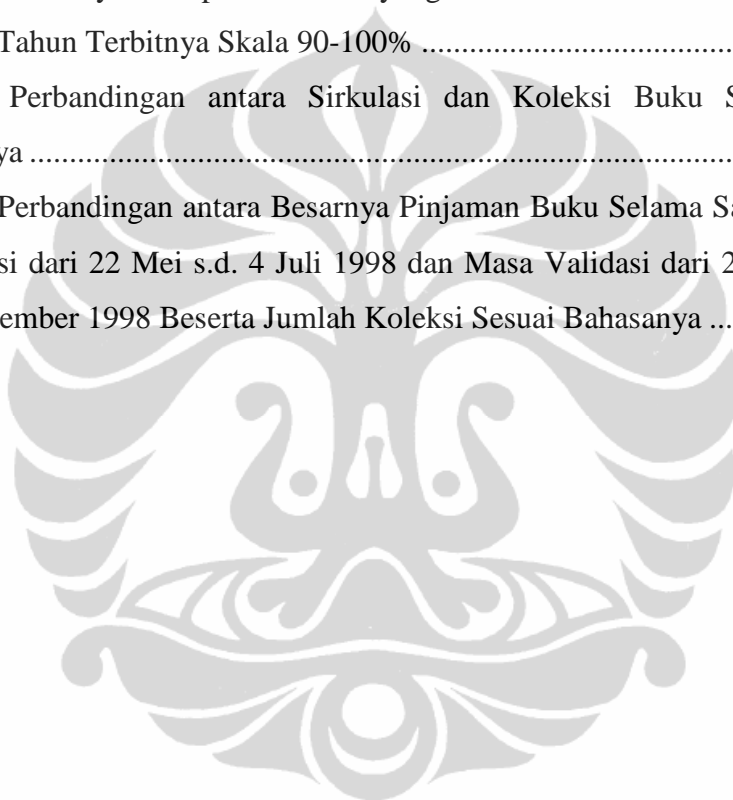 Tahun Terbitnya Skala 90-100% ....................................
Perbandingan antara Sirkulasi dan Koleksi Buku
ya ....................................................................................
Perbandingan antara Besarnya Pinjaman Buku Selama
si dari 22 Mei s.d. 4 Juli 1998 dan Masa Validasi dari 2
ember 1998 Beserta Jumlah Koleksi Sesuai Bahasanya ...